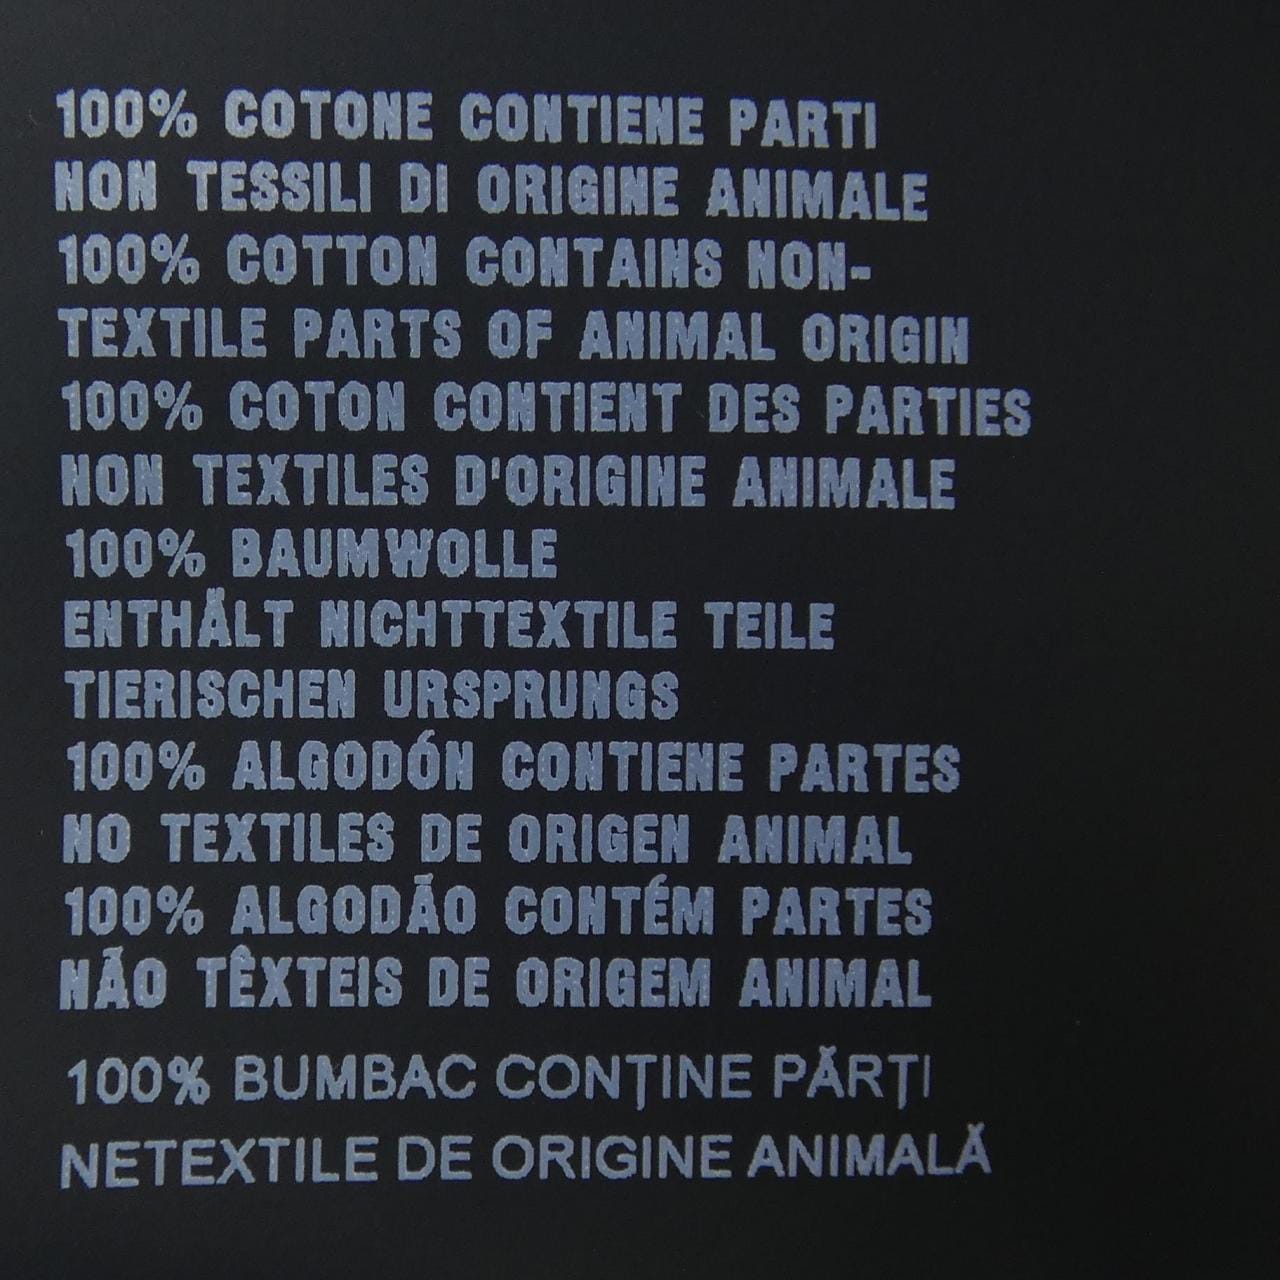 100% COTONE CONTIENE PARTI
NON TESSILI DI ORIGINE ANIMALE
100% COTTON CONTAINS NON-
TEXTILE PARTS OF ANIMAL ORIGIN
100% COTON CONTIENT DES PARTIES
NON TEXTILES D'ORIGINE ANIMALE
100% BAUMWOLLE
ENTHÄLT NICHTTEXTILE TEILE
TIERISCHEN URSPRUNGS
100% ALGODÓN CONTIENE PARTES
NO TEXTILES DE ORIGEN ANIMAL
100% ALGODÃO CONTÉM PARTES
NÃO TÊXTEIS DE ORIGEM ANIMAL
100% BUMBAC CONȚINE PĂRȚI
NETEXTILE DE ORIGINE ANIMALĂ